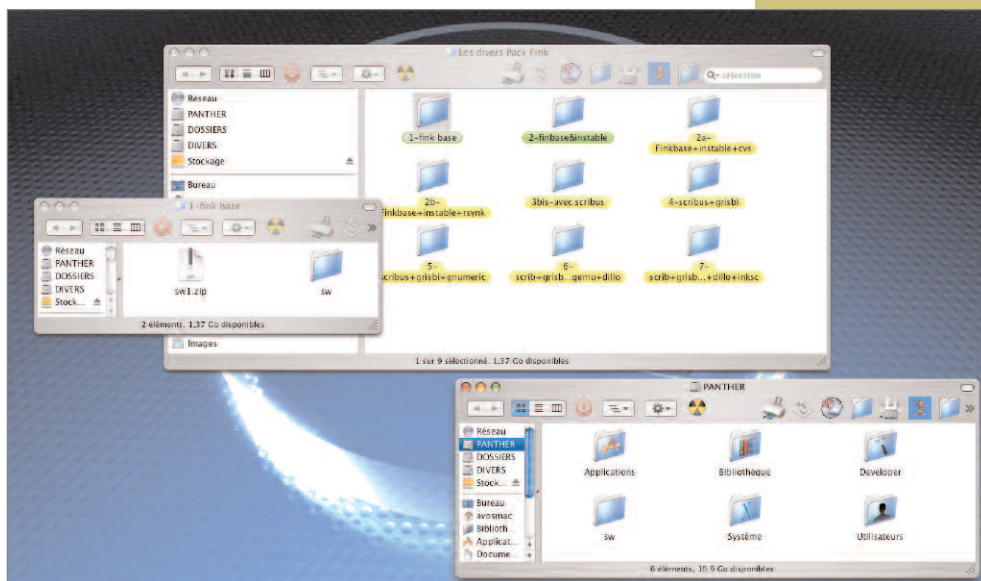 Les divers Pack Fink
sélection
Réseau
PANTHER
DOSSIERS
DIVERS
Stockage
Bureau
Images
1-fink base
2-finbase&instable
2a-
Finkbase+instable+cvs
2b-
Finkbase+instable+rsynk
3bis-avec scribus
4-scribus+grisbi
5-
scribus+grisbi+gnumeric
6-
scrib+grisb...qemu+dillo
7-
scrib+grisb...+dillo+inksc
1 sur 9 sélectionné, 1,37 Go disponibles
1-fink base
Réseau
PANTHER
DOSSIERS
DIVERS
Stock...
sw1.zip
sw
2 éléments, 1,37 Go disponibles
PANTHER
Réseau
PANTHER
DOSSIERS
DIVERS
Stock...
Bureau
avosmac
Biblioth...
Applicat...
Docume...
Applications
Bibliothèque
Developer
sw
Système
Utilisateurs
6 éléments, 10,9 Go disponibles